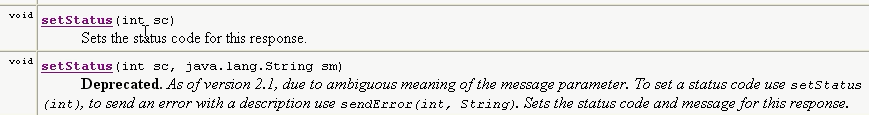 void setStatus(int sc)
Sets the status code for this response.
void setStatus(int sc, java.lang.String sm)
Deprecated. As of version 2.1, due to ambiguous meaning of the message parameter. To set a status code use setStatus
(int), to send an error with a description use sendError(int, String). Sets the status code and message for this response.